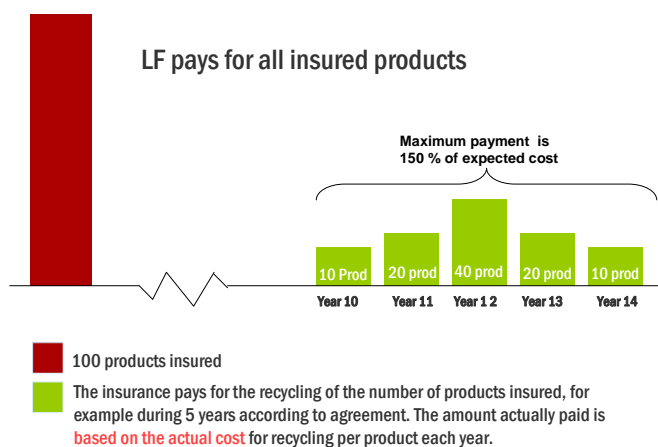 LF pays for all insured products
Maximum payment is
150 % of expected cost
10 Prod
20 prod
40 prod
20 prod
10 prod
Year 10
Year 11
Year 1 2
Year 13
Year 14
100 products insured
The insurance pays for the recycling of the number of products insured, for
example during 5 years according to agreement. The amount actually paid is
based on the actual cost for recycling per product each year.